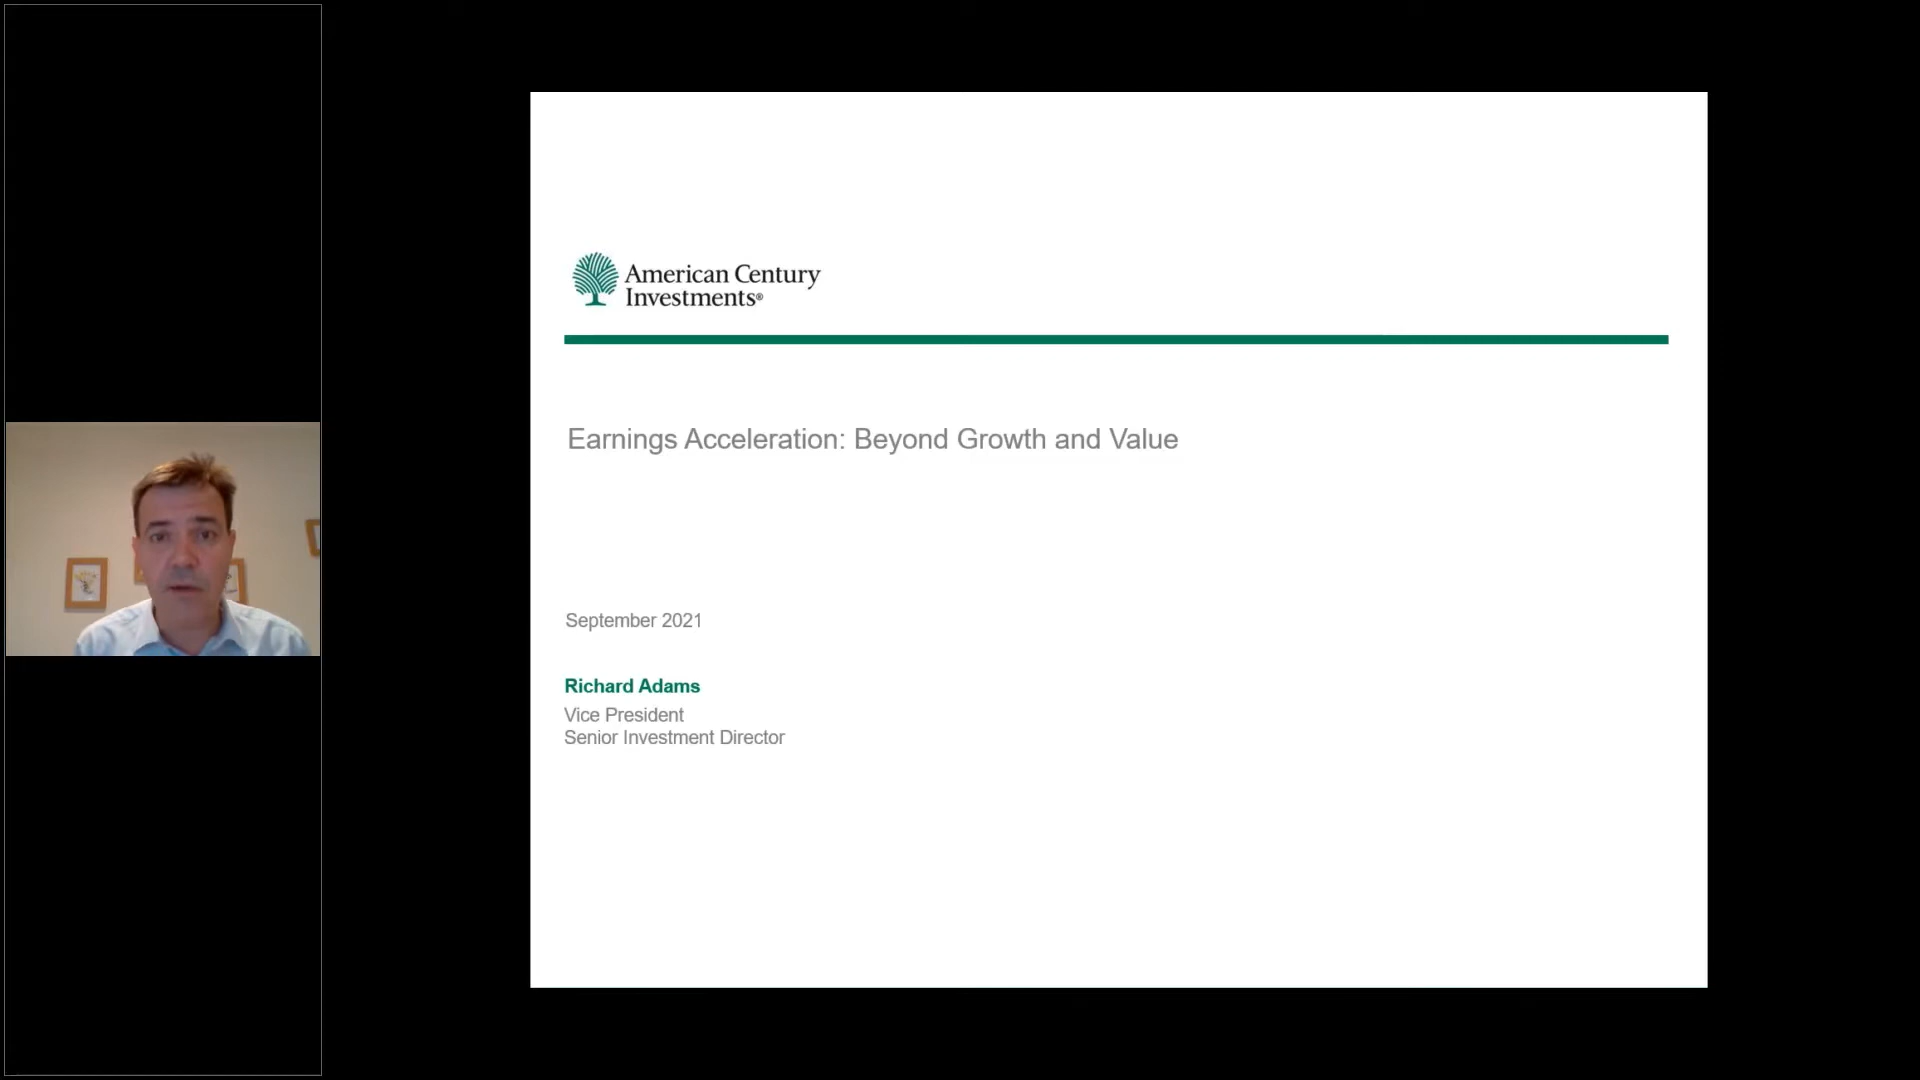 American Century
Investments®
Earnings Acceleration: Beyond Growth and Value
September 2021
Richard Adams
Vice President
Senior Investment Director